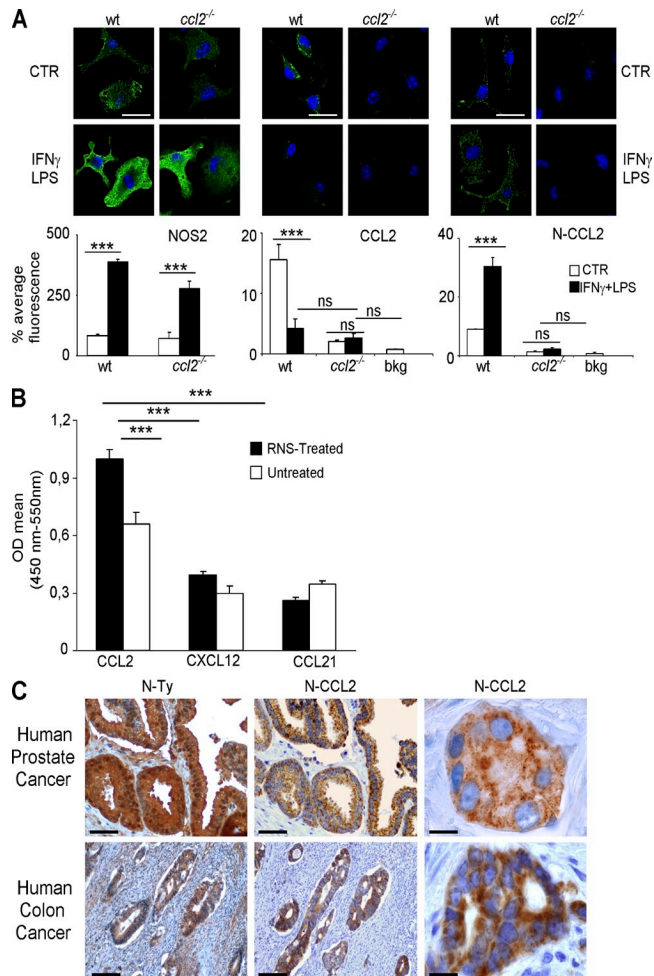 A
wt ccl2-/- wt ccl2-/- wt ccl2-/-
CTR CTR
IFNγ LPS IFNγ LPS
% average fluorescence
500
250
0
***
***
NOS2
wt ccl2-/-
20
10
0
***
ns
ns
ns
CCL2
wt ccl2-/- bkg
40
20
0
***
ns
ns
N-CCL2
CTR
IFNγ+LPS
wt ccl2-/- bkg
B
OD mean
(450 nm-550nm)
1,2
0,9
0,6
0,3
0
***
***
***
RNS-Treated
Untreated
CCL2 CXCL12 CCL21
C
N-Ty N-CCL2 N-CCL2
Human
Prostate
Cancer
Human
Colon
Cancer